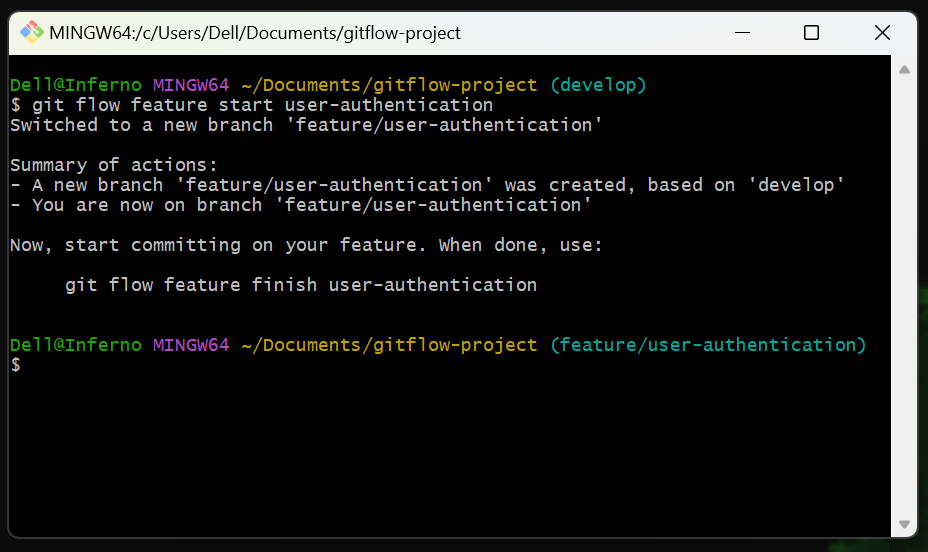 MINGW64:/c/Users/Dell/Documents/gitflow-project
Dell@Inferno MINGW64 ~/Documents/gitflow-project (develop)
$ git flow feature start user-authentication
Switched to a new branch 'feature/user-authentication'
Summary of actions:
- A new branch 'feature/user-authentication' was created, based on 'develop'
- You are now on branch 'feature/user-authentication'
Now, start committing on your feature. When done, use:
git flow feature finish user-authentication
Dell@Inferno MINGW64 ~/Documents/gitflow-project (feature/user-authentication)
$